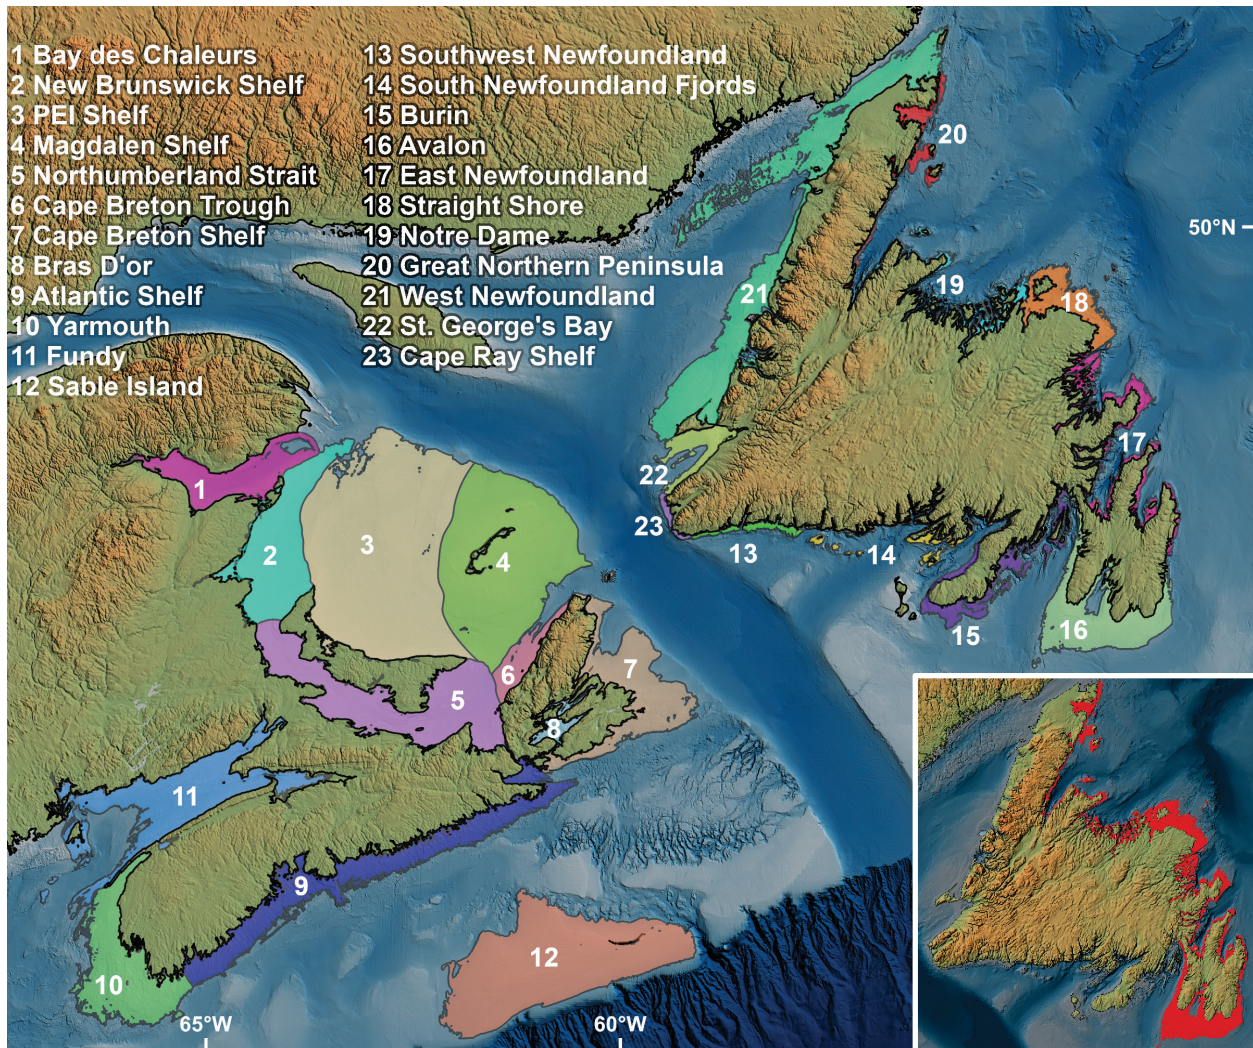 1 Bay des Chaleurs
2 New Brunswick Shelf
3 PEI Shelf
4 Magdalen Shelf
5 Northumberland Strait
6 Cape Breton Trough
7 Cape Breton Shelf
8 Bras D'or
9 Atlantic Shelf
10 Yarmouth
11 Fundy
12 Sable Island
13 Southwest Newfoundland
14 South Newfoundland Fjords
15 Burin
16 Avalon
17 East Newfoundland
18 Straight Shore
19 Notre Dame
20 Great Northern Peninsula
21 West Newfoundland
22 St. George's Bay
23 Cape Ray Shelf
20
50°N
19
21
18
17
22
1
23
13
14
2
3
4
16
15
6
7
5
8
11
9
12
10
65°W
60°W